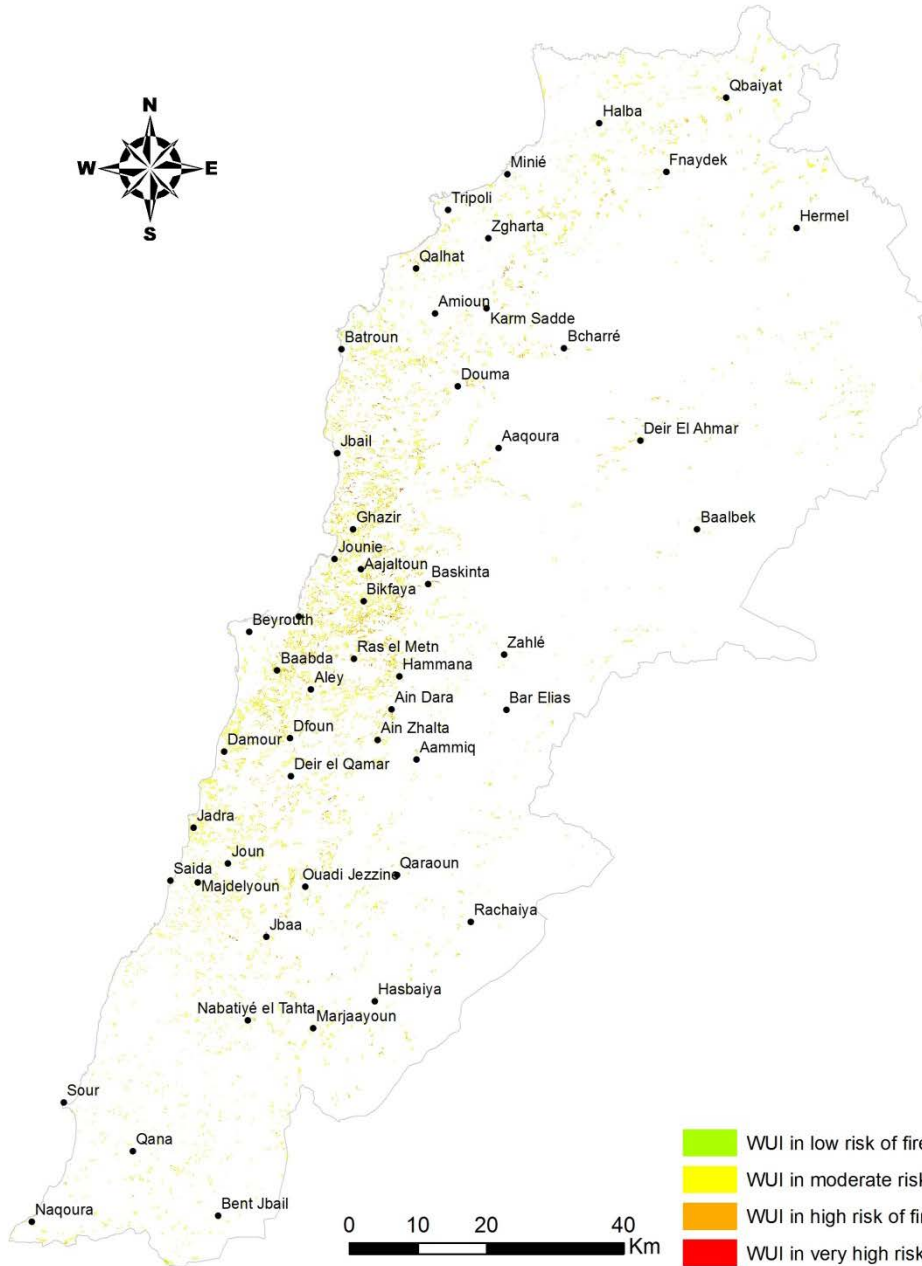 N
W E
S
Qbaiyat
Halba
Minié
Fnaydek
Tripoli
Zgharta
Hermel
Qalhat
Amioun
Karm Sadde
Batroun
Bcharré
Douma
Deir El Ahmar
Aaqoura
Jbail
Ghazir
Baalbek
Jounie
Aajaltoun
Baskinta
Bikfaya
Beyrouth
Ras el Metn
Zahlé
Baabda
Hammana
Aley
Ain Dara
Bar Elias
Dfoun
Ain Zhalta
Damour
Aammiq
Deir el Qamar
Jadra
Joun
Qaraoun
Saida
Ouadi Jezzine
Majdelyoun
Rachaiya
Jbaa
Hasbaiya
Nabatiyé el Tahta
Marjaayoun
Sour
Qana
Naqoura
Bent Jbail
WUI in low risk of fire
WUI in moderate risk
WUI in high risk of fir
WUI in very high risk
0 10 20 40
Km